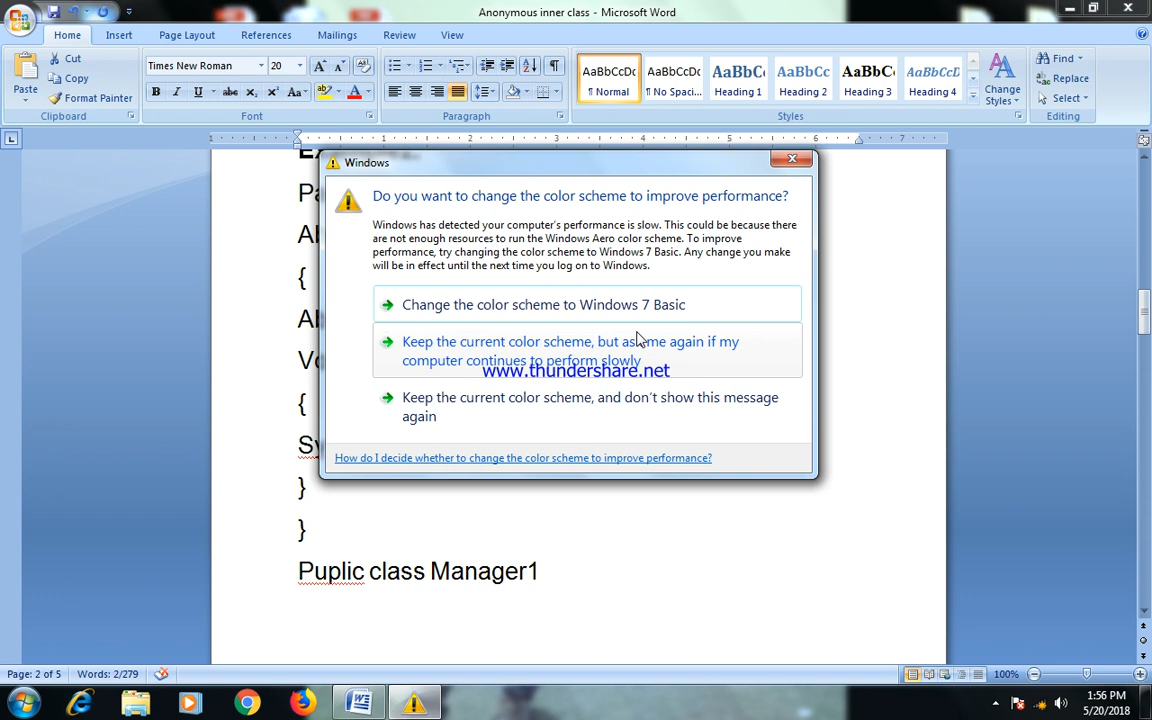 Anonymous inner class - Microsoft Word
Home Insert Page Layout References Mailings Review View
Paste
Cut
Copy
Format Painter
Clipboard
Times New Roman 20
Font
Paragraph
AaBbCcDc AaBbCcDc AaBbC AaBbCc AaBbCc AaBbCcD
¶ Normal ¶ No Spaci... Heading 1 Heading 2 Heading 3 Heading 4
Styles
Change Styles
Find
Replace
Select
Editing
1 1 2 3 4 5 6 7
Windows
Do you want to change the color scheme to improve performance?
Windows has detected your computer's performance is slow. This could be because there
are not enough resources to run the Windows Aero color scheme. To improve
performance, try changing the color scheme to Windows 7 Basic. Any change you make
will be in effect until the next time you log on to Windows.
Change the color scheme to Windows 7 Basic
Keep the current color scheme, but ask me again if my
computer continues to perform slowly
www.thundershare.net
Keep the current color scheme, and don't show this message
again
How do I decide whether to change the color scheme to improve performance?
{
{
}
}
Puplic class Manager1
Page: 2 of 5 Words: 2/279 100%
1:56 PM
5/20/2018